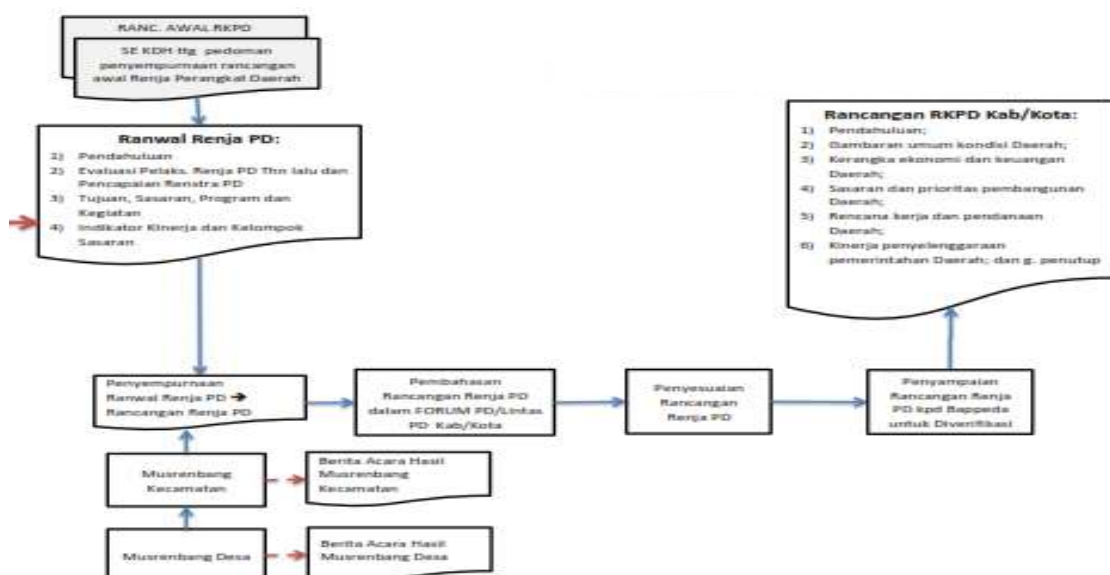 RANC. AWAL RKPD
SE KDH ttg pedoman
penyempurnaan rancangan
awal Renja Perangkat Daerah
Ranwal Renja PD:
1) Pendahuluan
2) Evaluasi Pelaks. Renja PD Thn lalu dan
Pencapaian Renstra PD
3) Tujuan, Sasaran, Program dan
Kegiatan
4) Indikator Kinerja dan Kelompok
Sasaran
Rancangan RKPD Kab/Kota:
1) Pendahuluan;
2) Gambaran umum kondisi Daerah;
3) Kerangka ekonomi dan keuangan
Daerah;
4) Sasaran dan prioritas pembangunan
Daerah;
5) Rencana kerja dan pendanaan
Daerah;
6) Kinerja penyelenggaraan
pemerintahan Daerah; dan g. penutup
Penyempurnaan
Ranwal Renja PD ➔
Rancangan Renja PD
Pembahasan
Rancangan Renja PD
dalam FORUM PD/Lintas
PD Kab/Kota
Penyesuaian
Rancangan
Renja PD
Penyampaian
Rancangan Renja
PD kpd Bappeda
untuk Diverifikasi
Musrenbang
Kecamatan
Berita Acara Hasil
Musrenbang
Kecamatan
Musrenbang Desa
Berita Acara Hasil
Musrenbang Desa